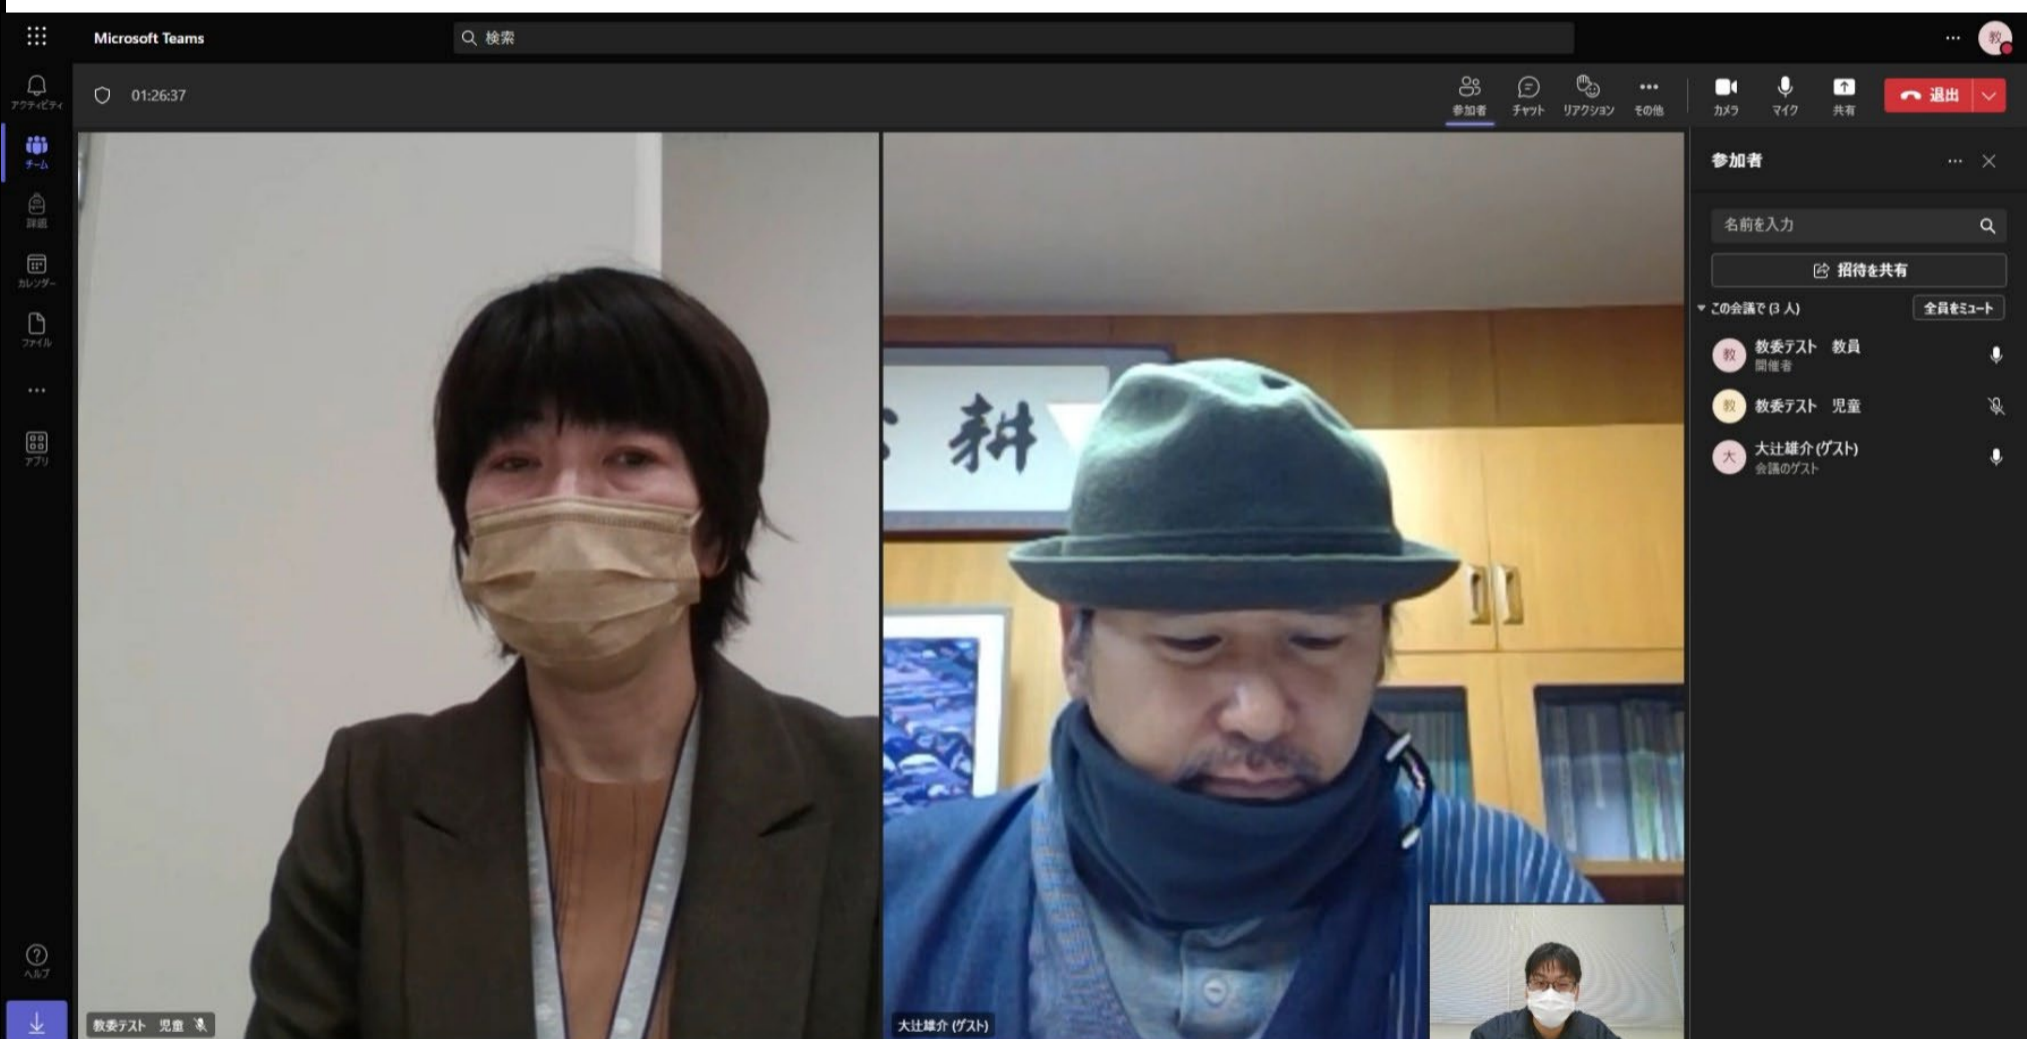 Microsoft Teams
検索
教
アクティビティ
チーム
課題
カレンダー
ファイル
アプリ
ヘルプ
01:26:37
参加者
チャット
リアクション
その他
カメラ
マイク
共有
退出
耕
教委テスト 児童
大辻雄介 (ゲスト)
参加者
名前を入力
招待を共有
この会議で (3 人)
全員をミュート
教
教委テスト 教員
開催者
教
教委テスト 児童
大
大辻雄介 (ゲスト)
会議のゲスト